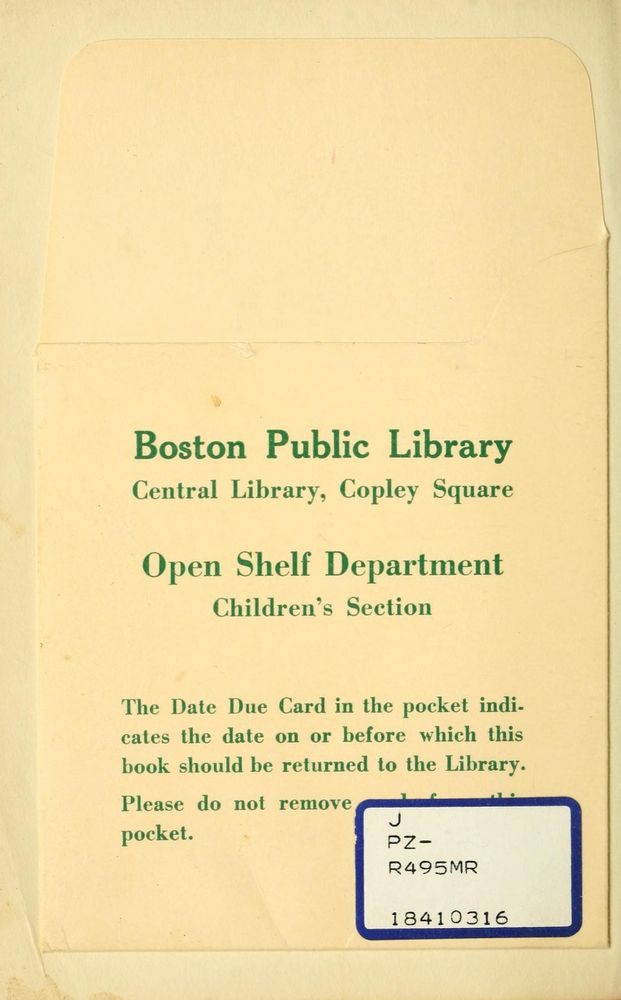 Boston Public Library
Central Library, Copley Square
Open Shelf Department
Children's Section
The Date Due Card in the pocket indi-
cates the date on or before which this
book should be returned to the Library.
Please do not remove
pocket.
J
PZ-
R495MR
18410316